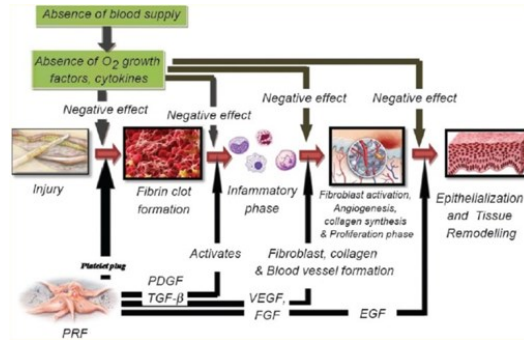 Absence of blood supply
Absence of O2 growth
factors, cytokines
Negative effect
Negative effect
Negative effect
Negative effect
Injury
Fibrin clot
formation
Infammatory
phase
Fibroblast activation,
Angiogenesis,
collagen synthesis
& Proliferation phase
Epithelialization
and Tissue
Remodelling
Platelet plug
Activates
Fibroblast, collagen
& Blood vessel formation
PDGF
TGF-β
VEGF,
FGF
EGF
PRF